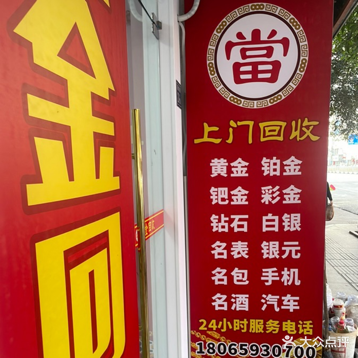 金回
當
上门回收
黄金 铂金
钯金 彩金
钻石 白银
名表 银元
名包 手机
名酒 汽车
24小时服务电话
18065930700
大众点评